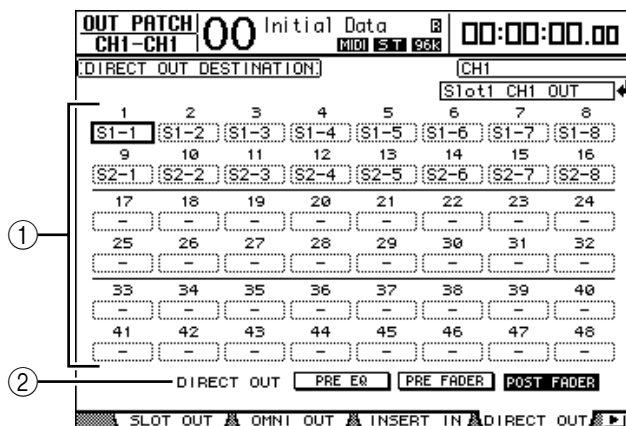 OUT PATCH 00 Initial Data R 00:00:00.00
CH1-CH1 MIDI ST 96K
DIRECT OUT DESTINATION CH1
Slot1 CH1 OUT
1 2 3 4 5 6 7 8
S1-1 S1-2 S1-3 S1-4 S1-5 S1-6 S1-7 S1-8
9 10 11 12 13 14 15 16
S2-1 S2-2 S2-3 S2-4 S2-5 S2-6 S2-7 S2-8
17 18 19 20 21 22 23 24
- - - - - - - -
① 25 26 27 28 29 30 31 32
- - - - - - - -
33 34 35 36 37 38 39 40
- - - - - - - -
41 42 43 44 45 46 47 48
- - - - - - - -
② DIRECT OUT PRE EQ PRE FADER POST FADER
SLOT OUT OMNI OUT INSERT IN DIRECT OUT